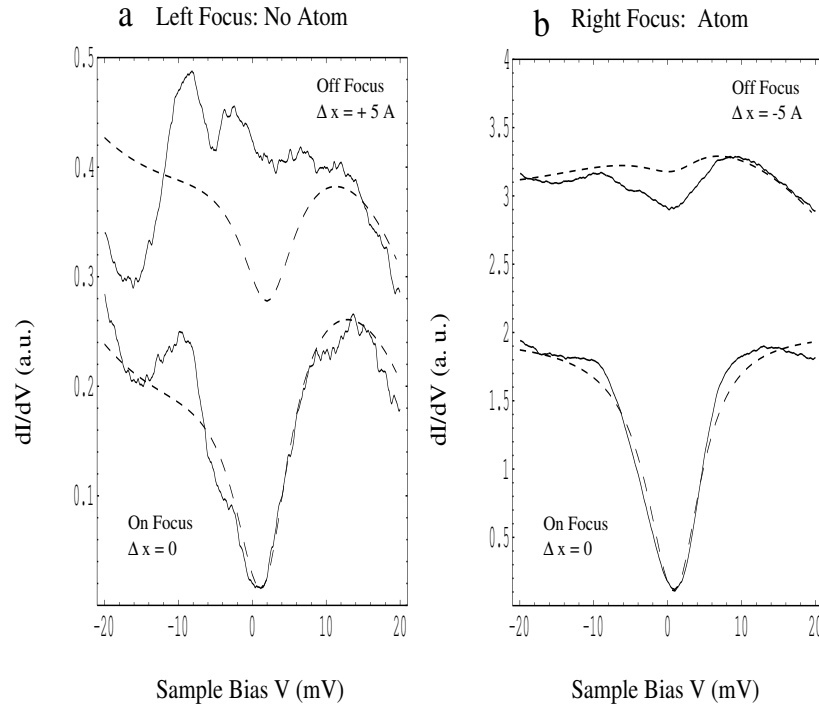 a Left Focus: No Atom
0.5
0.4
0.3
0.2
0.1
Off Focus
Δ x = + 5 A
On Focus
Δ x = 0
dI/dV (a.u.)
-20 -10 0 10 20
Sample Bias V (mV)
b Right Focus: Atom
4
3.5
3
2.5
2
1.5
1
0.5
Off Focus
Δ x = -5 A
On Focus
Δ x = 0
dI/dV (a. u.)
-20 -10 0 10 20
Sample Bias V (mV)